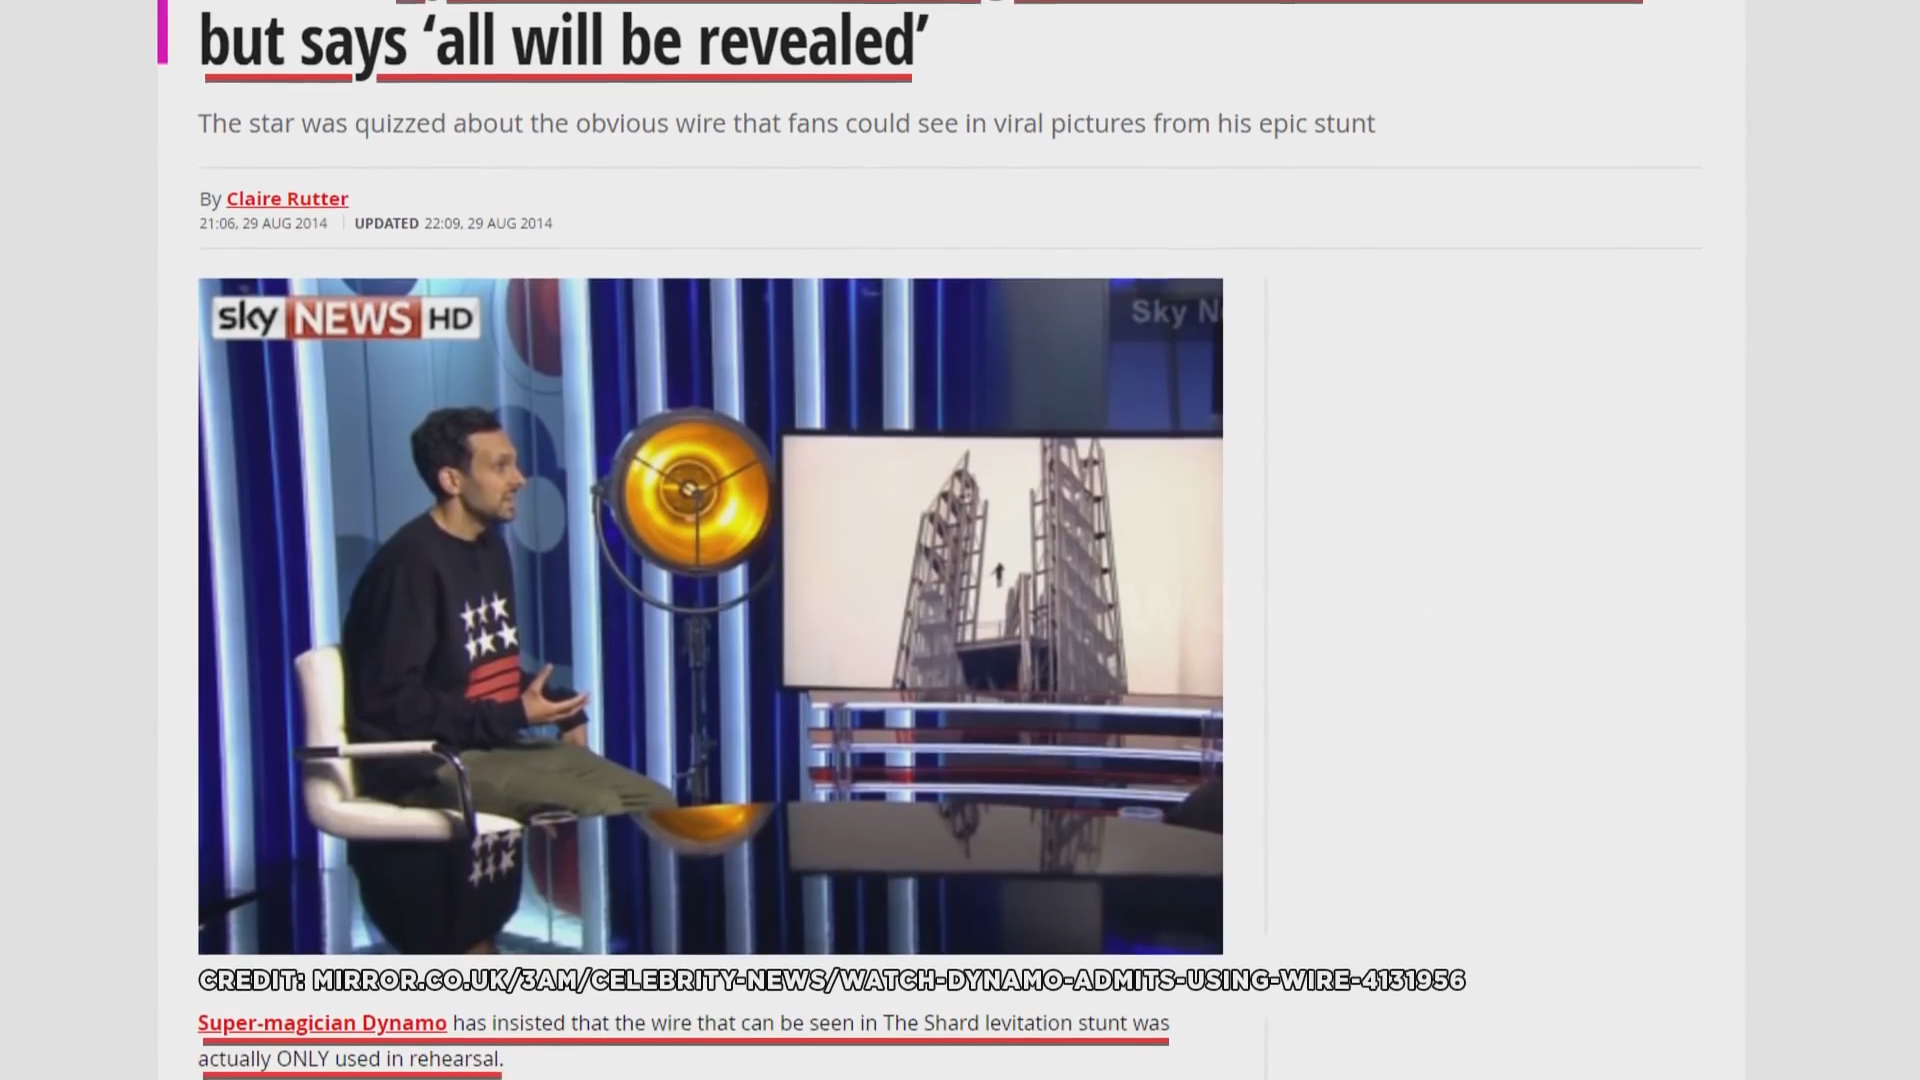 but says ‘all will be revealed’
The star was quizzed about the obvious wire that fans could see in viral pictures from his epic stunt
By Claire Rutter
21:06, 29 AUG 2014 UPDATED 22:09, 29 AUG 2014
sky NEWS HD
Sky N
CREDIT: MIRROR.CO.UK/3AM/CELEBRITY-NEWS/WATCH-DYNAMO-ADMITS-USING-WIRE-4131956
Super-magician Dynamo has insisted that the wire that can be seen in The Shard levitation stunt was
actually ONLY used in rehearsal.